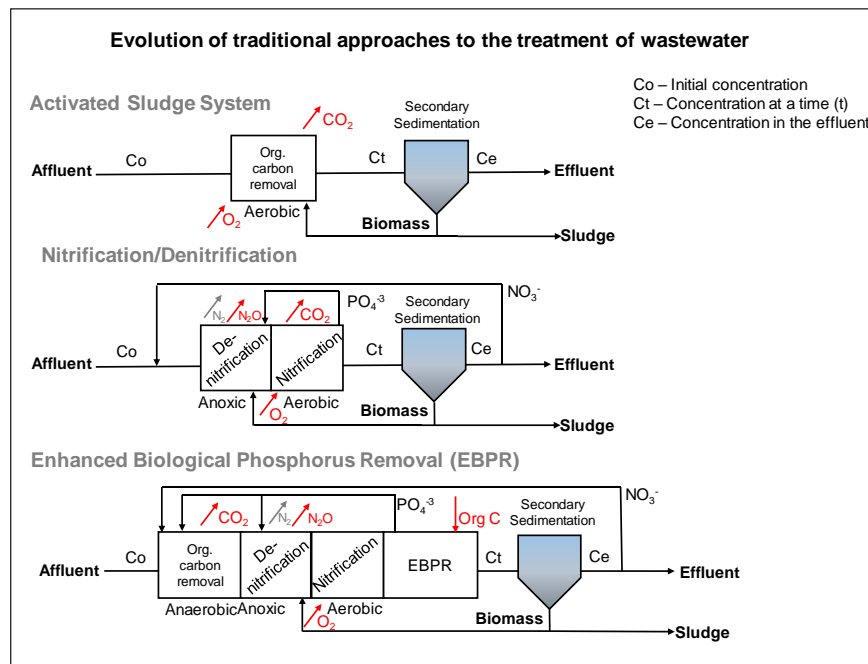 Evolution of traditional approaches to the treatment of wastewater
Co – Initial concentration
Ct – Concentration at a time (t)
Ce – Concentration in the effluent
Activated Sludge System
CO₂
Secondary
Sedimentation
Affluent
Co
Org.
carbon
removal
Ct
Ce
Effluent
O₂
Aerobic
Biomass
Sludge
Nitrification/Denitrification
N₂
N₂O
CO₂
PO₄⁻³
Secondary
Sedimentation
NO₃⁻
Affluent
Co
De-
nitrification
Nitrification
Ct
Ce
Effluent
Anoxic
O₂
Aerobic
Biomass
Sludge
Enhanced Biological Phosphorus Removal (EBPR)
CO₂
N₂
N₂O
PO₄⁻³
Org C
Secondary
Sedimentation
NO₃⁻
Affluent
Co
Org.
carbon
removal
De-
nitrification
Nitrification
EBPR
Ct
Ce
Effluent
Anaerobic
Anoxic
O₂
Aerobic
Biomass
Sludge